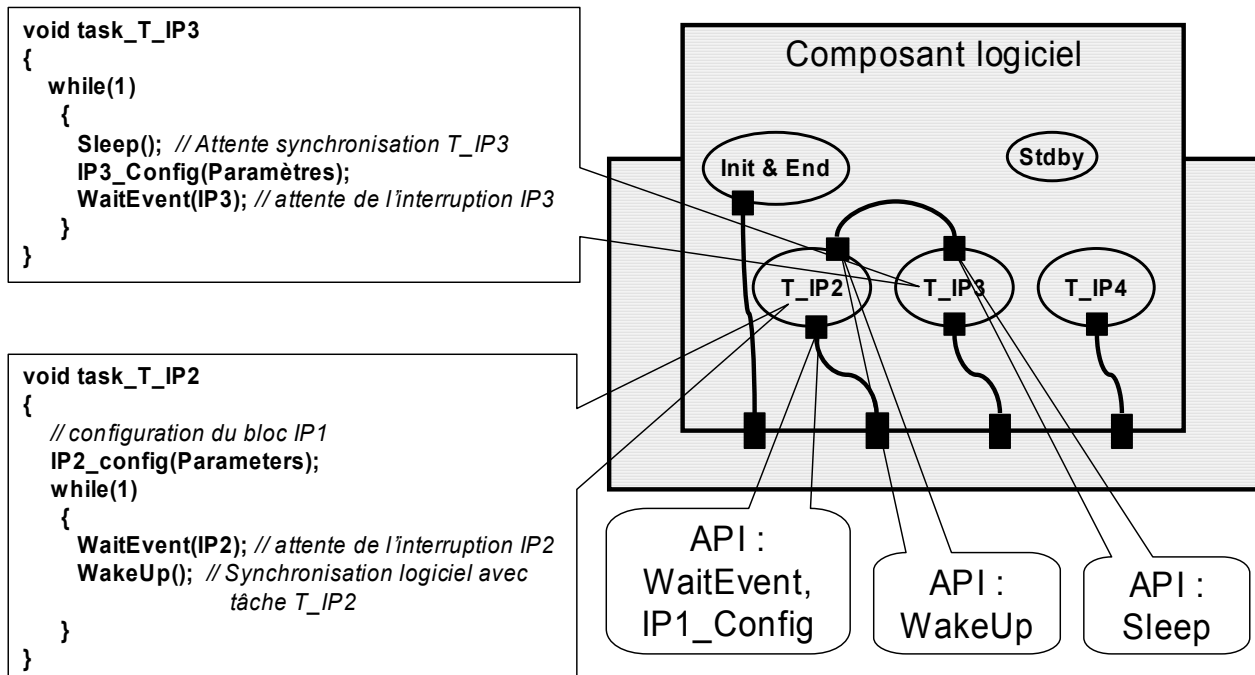 void task_T_IP3
{
while(1)
{
Sleep(); // Attente synchronisation T_IP3
IP3_Config(Paramètres);
WaitEvent(IP3); // attente de l'interruption IP3
}
}
Composant logiciel
Init & End
Stdby
T_IP2
T_IP3
T_IP4
void task_T_IP2
{
// configuration du bloc IP1
IP2_config(Parameters);
while(1)
{
WaitEvent(IP2); // attente de l'interruption IP2
WakeUp(); // Synchronisation logiciel avec
tâche T_IP2
}
}
API :
WaitEvent,
IP1_Config
API :
WakeUp
API :
Sleep